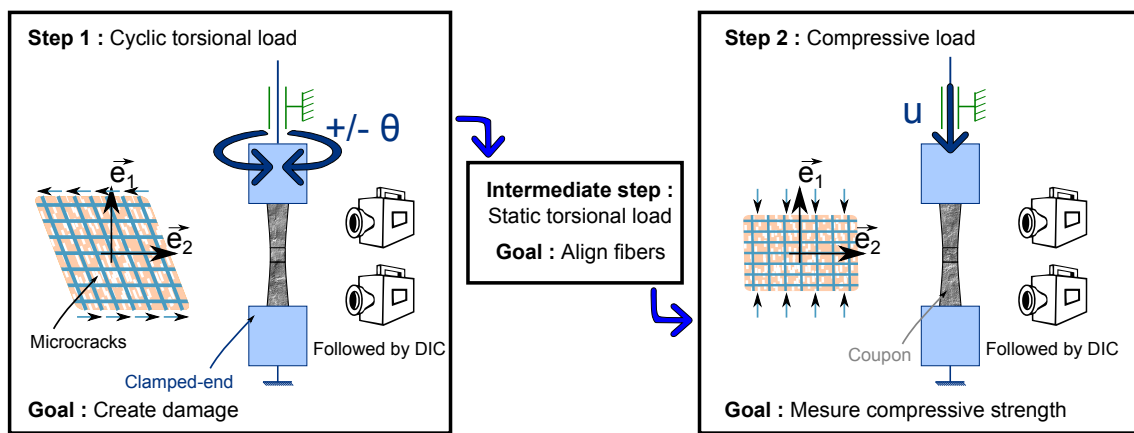 Step 1 : Cyclic torsional load
+/- θ
e₁
e₂
Microcracks
Followed by DIC
Clamped-end
Goal : Create damage
Intermediate step :
Static torsional load
Goal : Align fibers
Step 2 : Compressive load
u
e₁
e₂
Coupon
Followed by DIC
Goal : Mesure compressive strength